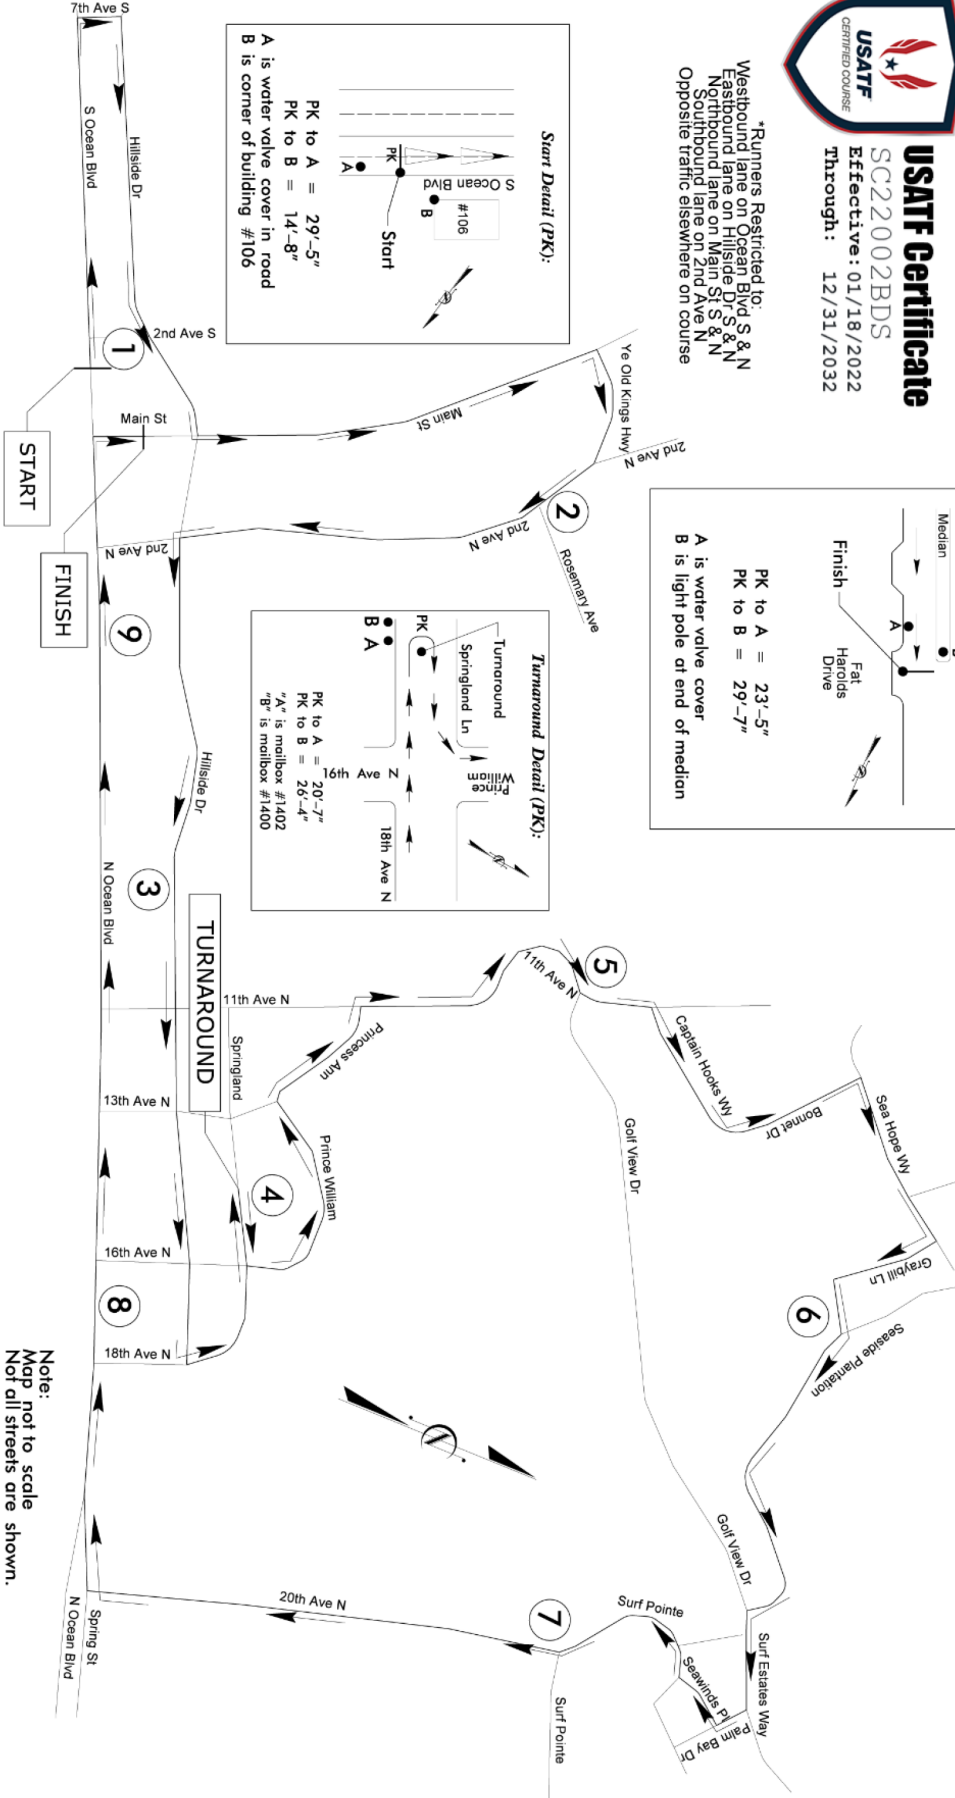 USATF
CERTIFIED COURSE
USATF Certificate
SC22002BDS
Effective: 01/18/2022
Through: 12/31/2032
*Runners Restricted to:
Westbound lane on Ocean Blvd S & N
Eastbound lane on Hillside Dr S & N
Northbound lane on Main St S & N
Southbound lane on 2nd Ave N
Opposite traffic elsewhere on course
Start Detail (PK):
S Ocean Blvd
#106
PK
A
B
Start
PK to A = 29'-5"
PK to B = 14'-8"
A is water valve cover in road
B is corner of building #106
Median
A
Finish
Fat
Harolds
Drive
PK to A = 23'-5"
PK to B = 29'-7"
A is water valve cover
B is light pole at end of median
Turnaround Detail (PK):
Turnaround
Springland Ln
Prince
William
PK
B A
16th Ave N
18th Ave N
PK to A = 20'-7"
PK to B = 26'-4"
"A" is mailbox #1402
"B" is mailbox #1400
7th Ave S
S Ocean Blvd
Hillside Dr
2nd Ave S
1
START
Main St
FINISH
Main St
Ye Old Kings Hwy
2nd Ave N
2
Rosemary Ave
2nd Ave N
2nd Ave N
9
Hillside Dr
3
N Ocean Blvd
TURNAROUND
11th Ave N
Springland
13th Ave N
Princess Ann
Prince William
4
16th Ave N
8
18th Ave N
11th Ave N
5
Captain Hooks Wy
Bonnet Dr
Sea Hope Wy
Graybill Ln
6
Seaside Plantation
Golf View Dr
Golf View Dr
Surf Estates Way
Palm Bay Dr
Seawinds Pl
Surf Pointe
7
Surf Pointe
20th Ave N
Spring St
N Ocean Blvd
N
Note:
Map not to scale
Not all streets are shown.